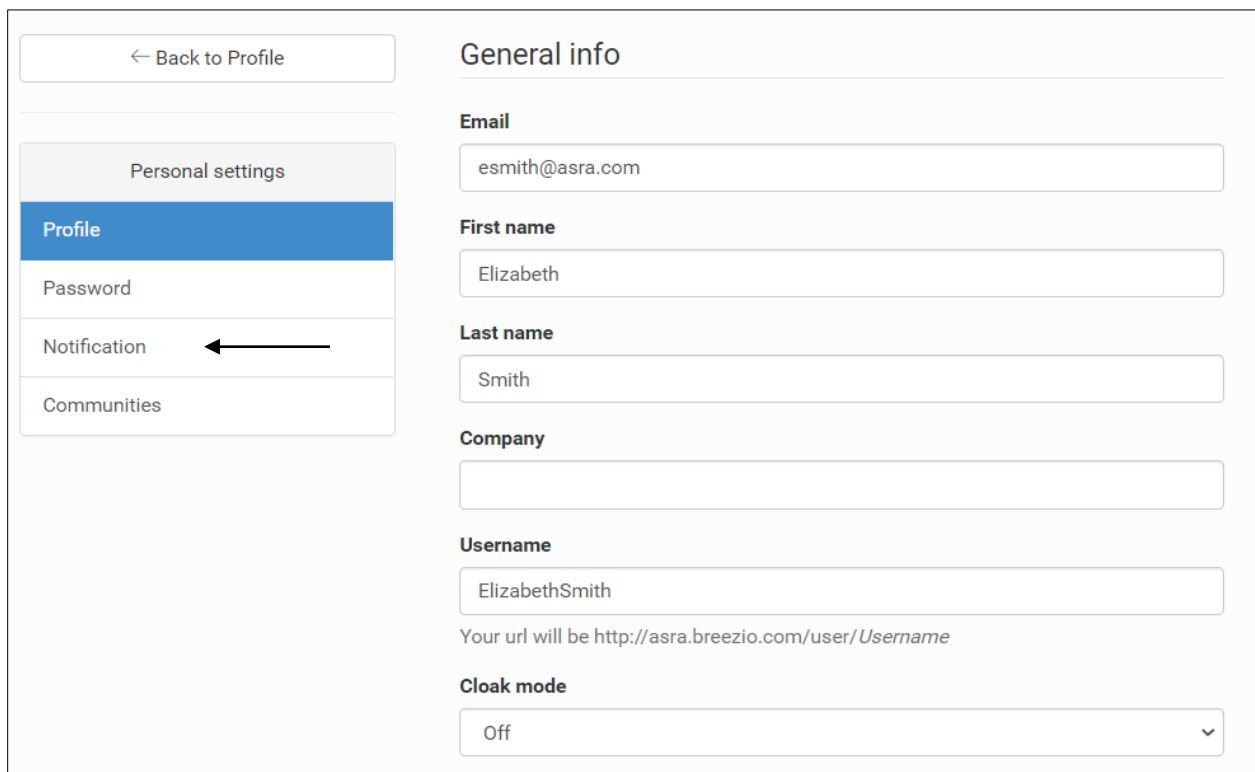 ← Back to Profile
Personal settings
Profile
Password
Notification
Communities
General info
Email
esmith@asra.com
First name
Elizabeth
Last name
Smith
Company
Username
ElizabethSmith
Your url will be http://asra.breezio.com/user/Username
Cloak mode
Off